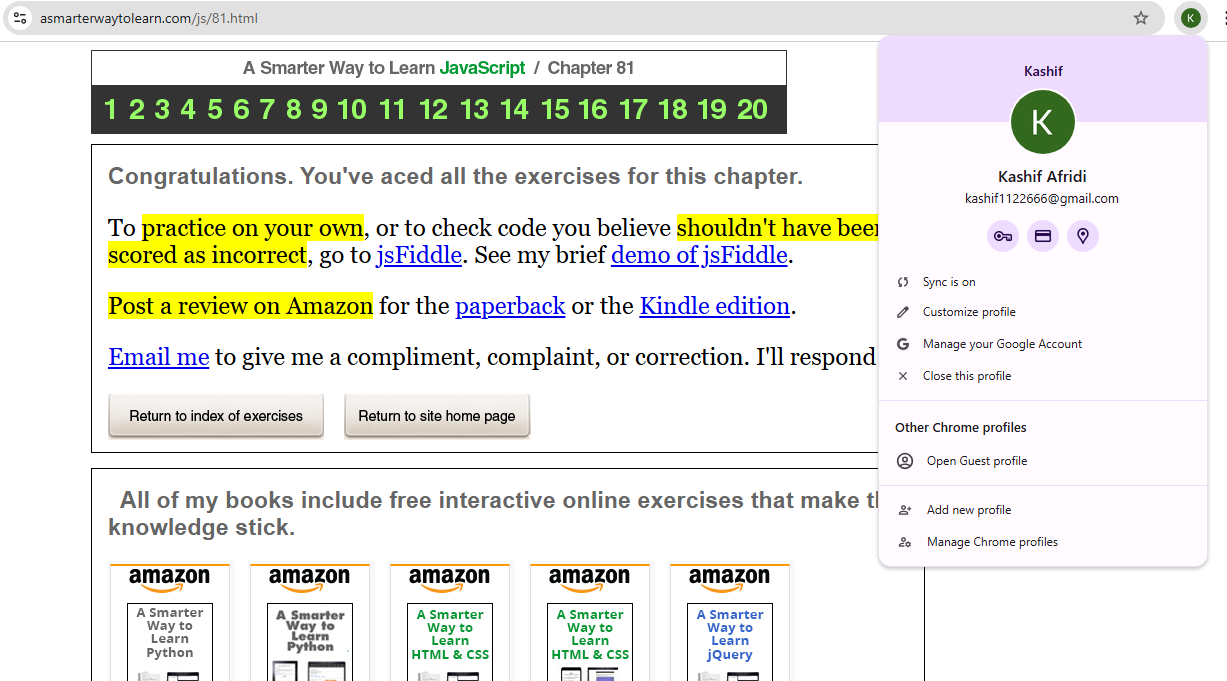 asmarterwaytolearn.com/js/81.html
K
A Smarter Way to Learn JavaScript / Chapter 81
1 2 3 4 5 6 7 8 9 10 11 12 13 14 15 16 17 18 19 20
Congratulations. You've aced all the exercises for this chapter.
To practice on your own, or to check code you believe shouldn't have been
scored as incorrect, go to jsFiddle. See my brief demo of jsFiddle.
Post a review on Amazon for the paperback or the Kindle edition.
Email me to give me a compliment, complaint, or correction. I'll respond
Return to index of exercises
Return to site home page
All of my books include free interactive online exercises that make
knowledge stick.
amazon
A Smarter
Way to
Learn
Python
amazon
A Smarter
Way to
Learn
Python
amazon
A Smarter
Way to
Learn
HTML & CSS
amazon
A Smarter
Way to
Learn
HTML & CSS
amazon
A Smarter
Way to
Learn
jQuery
Kashif
K
Kashif Afridi
kashif1122666@gmail.com
Sync is on
Customize profile
G
Manage your Google Account
Close this profile
Other Chrome profiles
Open Guest profile
Add new profile
Manage Chrome profiles